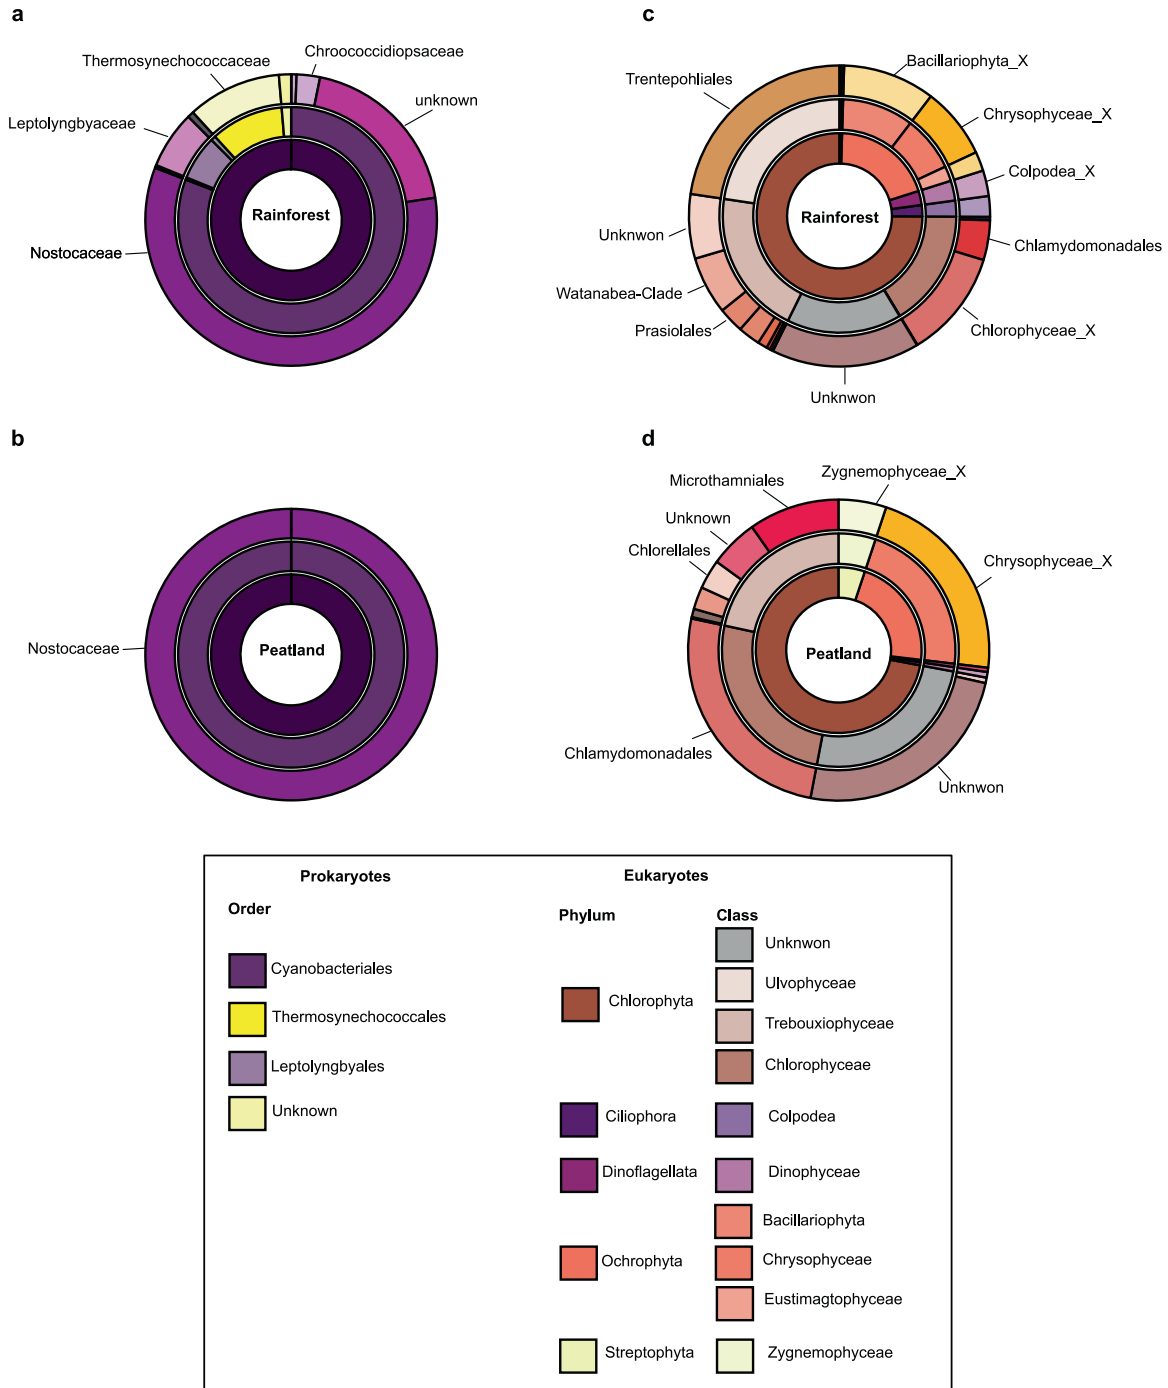 a
Thermosynechococcaceae
Chroococcidiopsaceae
unknown
Leptolyngbyaceae
Rainforest
Nostocaceae
c
Trentepohliales
Bacillariophyta_X
Chrysophyceae_X
Colpodea_X
Rainforest
Unknwon
Chlamydomonadales
Watanabea-Clade
Prasiolales
Chlorophyceae_X
Unknwon
b
Nostocaceae
Peatland
d
Zygnemophyceae_X
Microthamniales
Unknown
Chlorellales
Chrysophyceae_X
Peatland
Chlamydomonadales
Unknwon
Prokaryotes
Order
Cyanobacteriales
Thermosynechococcales
Leptolyngbyales
Unknown
Eukaryotes
Phylum
Class
Unknwon
Ulvophyceae
Chlorophyta
Trebouxiophyceae
Chlorophyceae
Ciliophora
Colpodea
Dinoflagellata
Dinophyceae
Bacillariophyta
Ochrophyta
Chrysophyceae
Eustimagtophyceae
Streptophyta
Zygnemophyceae